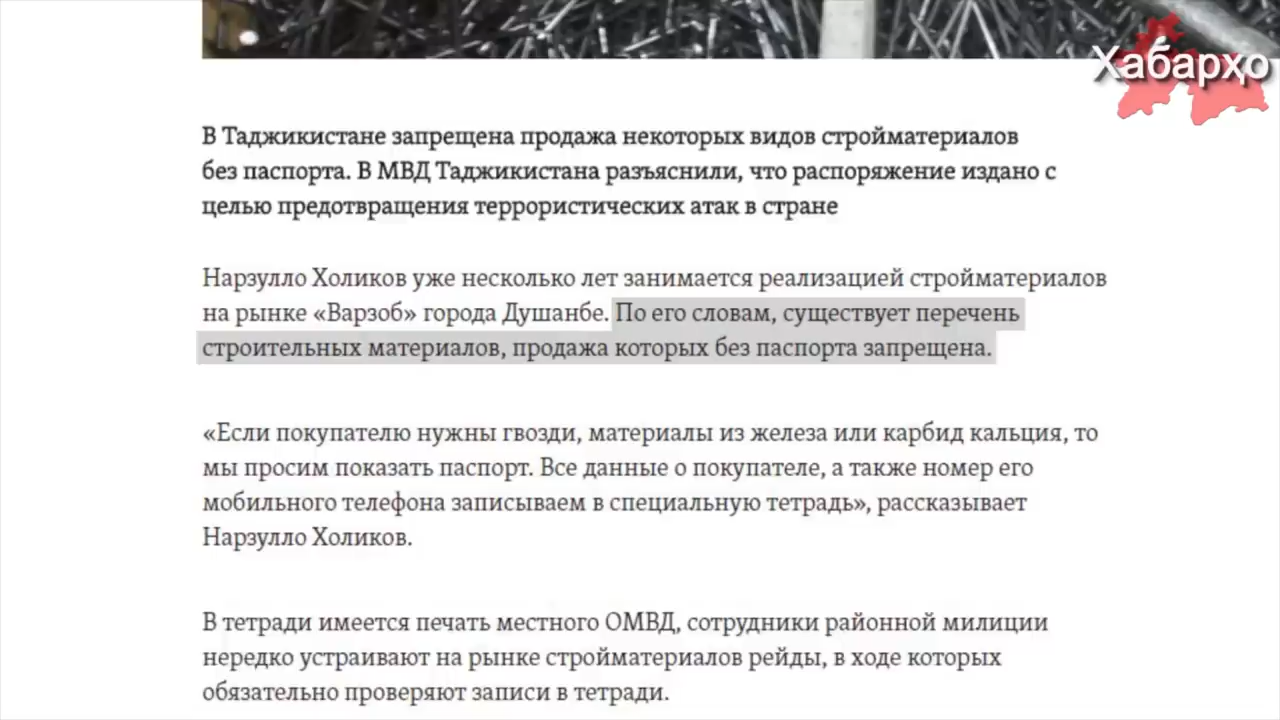 Хабарҳо
В Таджикистане запрещена продажа некоторых видов стройматериалов
без паспорта. В МВД Таджикистана разъяснили, что распоряжение издано с
целью предотвращения террористических атак в стране
Нарзулло Холиков уже несколько лет занимается реализацией стройматериалов
на рынке «Варзоб» города Душанбе. По его словам, существует перечень
строительных материалов, продажа которых без паспорта запрещена.
«Если покупателю нужны гвозди, материалы из железа или карбид кальция, то
мы просим показать паспорт. Все данные о покупателе, а также номер его
мобильного телефона записываем в специальную тетрадь», рассказывает
Нарзулло Холиков.
В тетради имеется печать местного ОМВД, сотрудники районной милиции
нередко устраивают на рынке стройматериалов рейды, в ходе которых
обязательно проверяют записи в тетради.